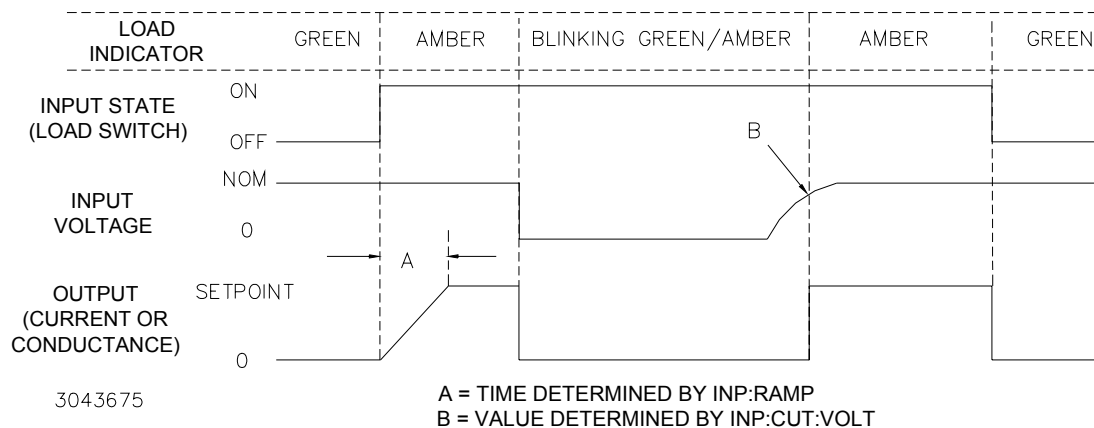 LOAD
INDICATOR
GREEN AMBER BLINKING GREEN/AMBER AMBER GREEN
INPUT STATE
(LOAD SWITCH)
ON
OFF
B
INPUT
VOLTAGE
NOM
0
A
OUTPUT
(CURRENT OR
CONDUCTANCE)
SETPOINT
0
3043675
A = TIME DETERMINED BY INP:RAMP
B = VALUE DETERMINED BY INP:CUT:VOLT